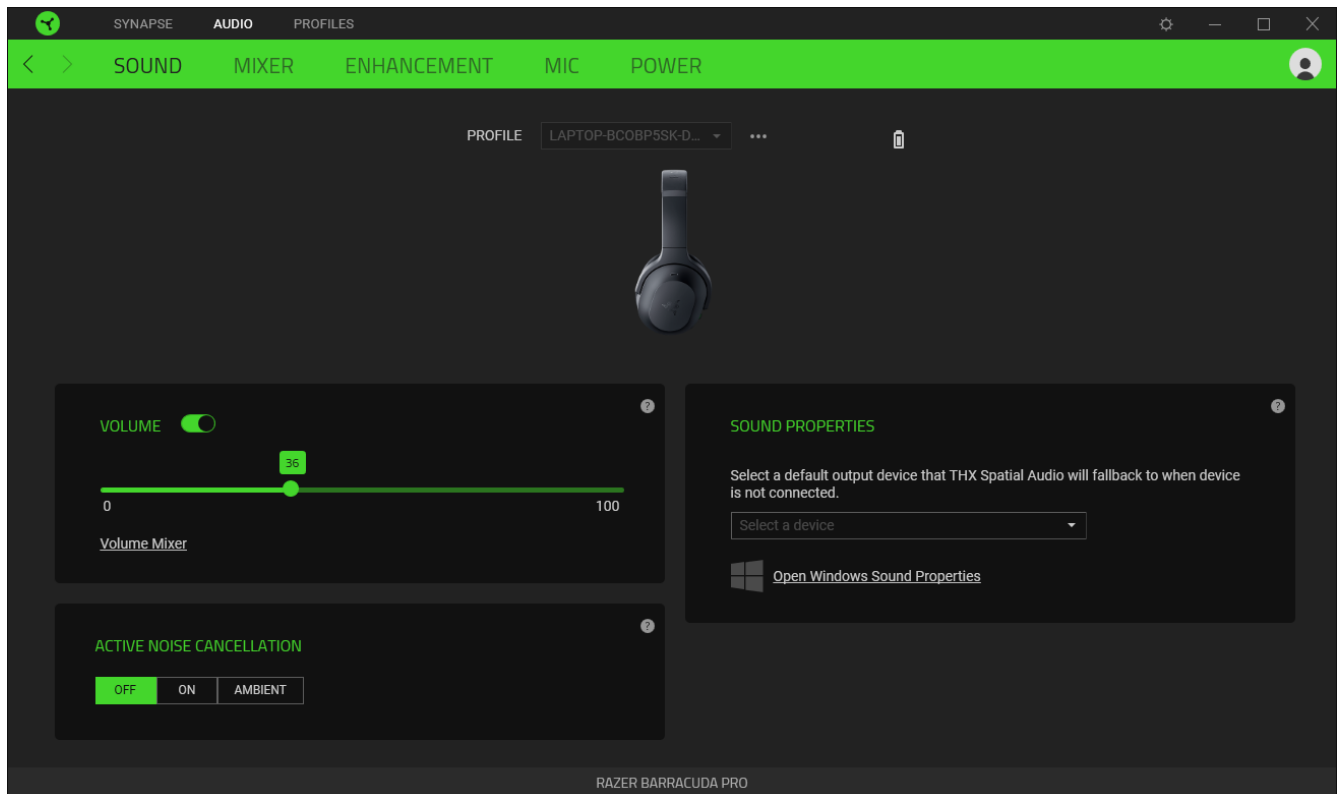 SYNAPSE AUDIO PROFILES
SOUND MIXER ENHANCEMENT MIC POWER
PROFILE LAPTOP-BCOBP5SK-D... ...
VOLUME
36
0 100
Volume Mixer
ACTIVE NOISE CANCELLATION
OFF ON AMBIENT
SOUND PROPERTIES
Select a default output device that THX Spatial Audio will fallback to when device
is not connected.
Select a device
Open Windows Sound Properties
RAZER BARRACUDA PRO